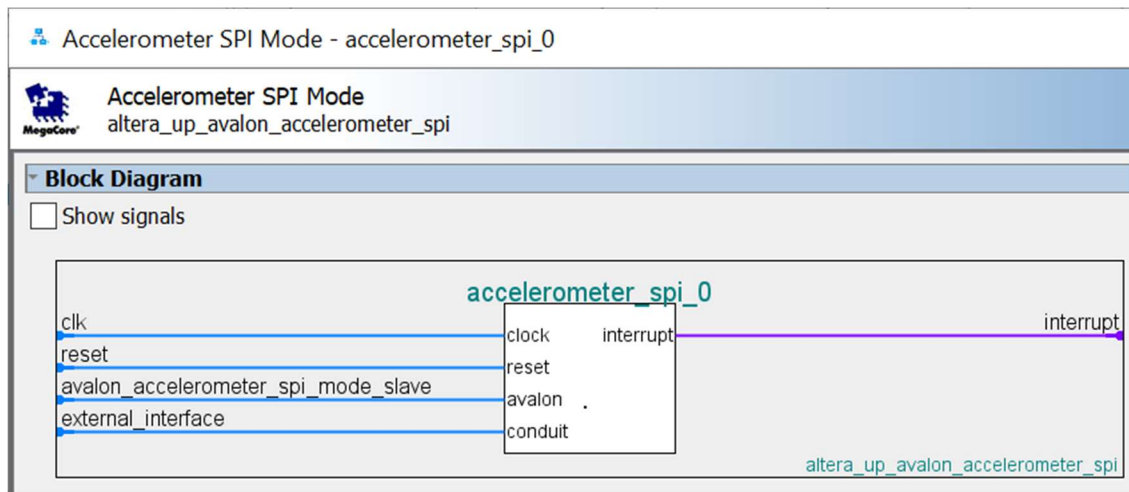 Accelerometer SPI Mode - accelerometer_spi_0
Accelerometer SPI Mode
MegaCore®
altera_up_avalon_accelerometer_spi
Block Diagram
Show signals
accelerometer_spi_0
clk
interrupt
clock
interrupt
reset
reset
avalon_accelerometer_spi_mode_slave
avalon
external_interface
conduit
altera_up_avalon_accelerometer_spi